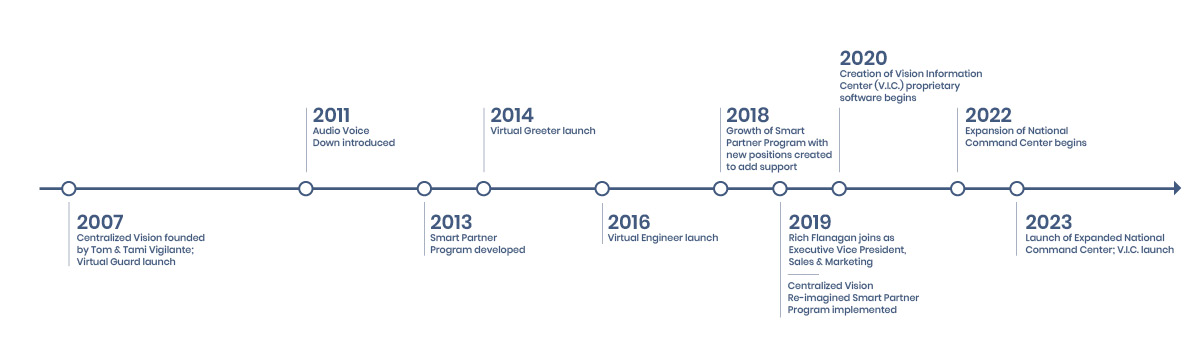 2007
Centralized Vision founded
by Tom & Tami Vigilante;
Virtual Guard launch
2011
Audio Voice
Down introduced
2013
Smart Partner
Program developed
2014
Virtual Greeter launch
2016
Virtual Engineer launch
2018
Growth of Smart
Partner Program with
new positions created
to add support
2019
Rich Flanagan joins as
Executive Vice President,
Sales & Marketing
Centralized Vision
Re-imagined Smart Partner
Program implemented
2020
Creation of Vision Information
Center (V.I.C.) proprietary
software begins
2022
Expansion of National
Command Center begins
2023
Launch of Expanded National
Command Center; V.I.C. launch